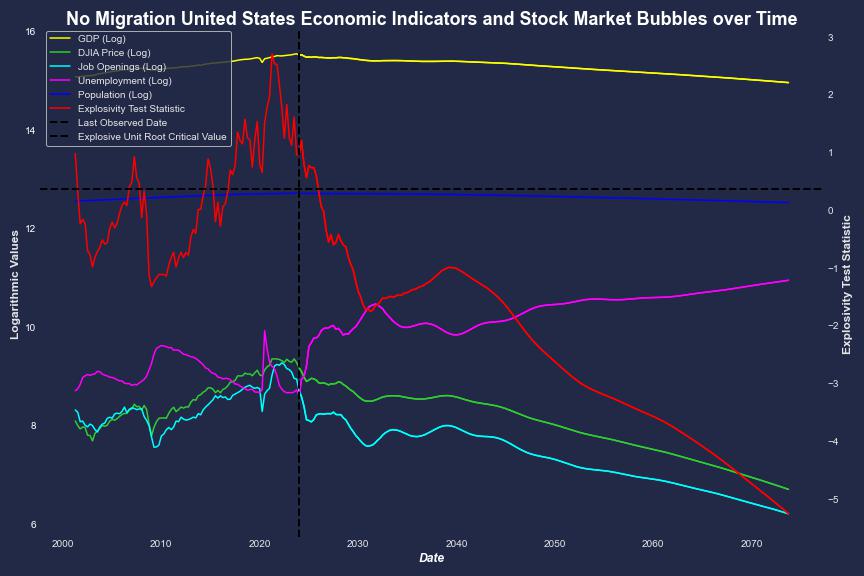 No Migration United States Economic Indicators and Stock Market Bubbles over Time
GDP (Log)
DJIA Price (Log)
Job Openings (Log)
Unemployment (Log)
Population (Log)
Explosivity Test Statistic
Last Observed Date
Explosive Unit Root Critical Value
Logarithmic Values
16
14
12
10
8
6
3
2
1
0
−1
−2
−3
−4
−5
Explosivity Test Statistic
2000 2010 2020 2030 2040 2050 2060 2070
Date